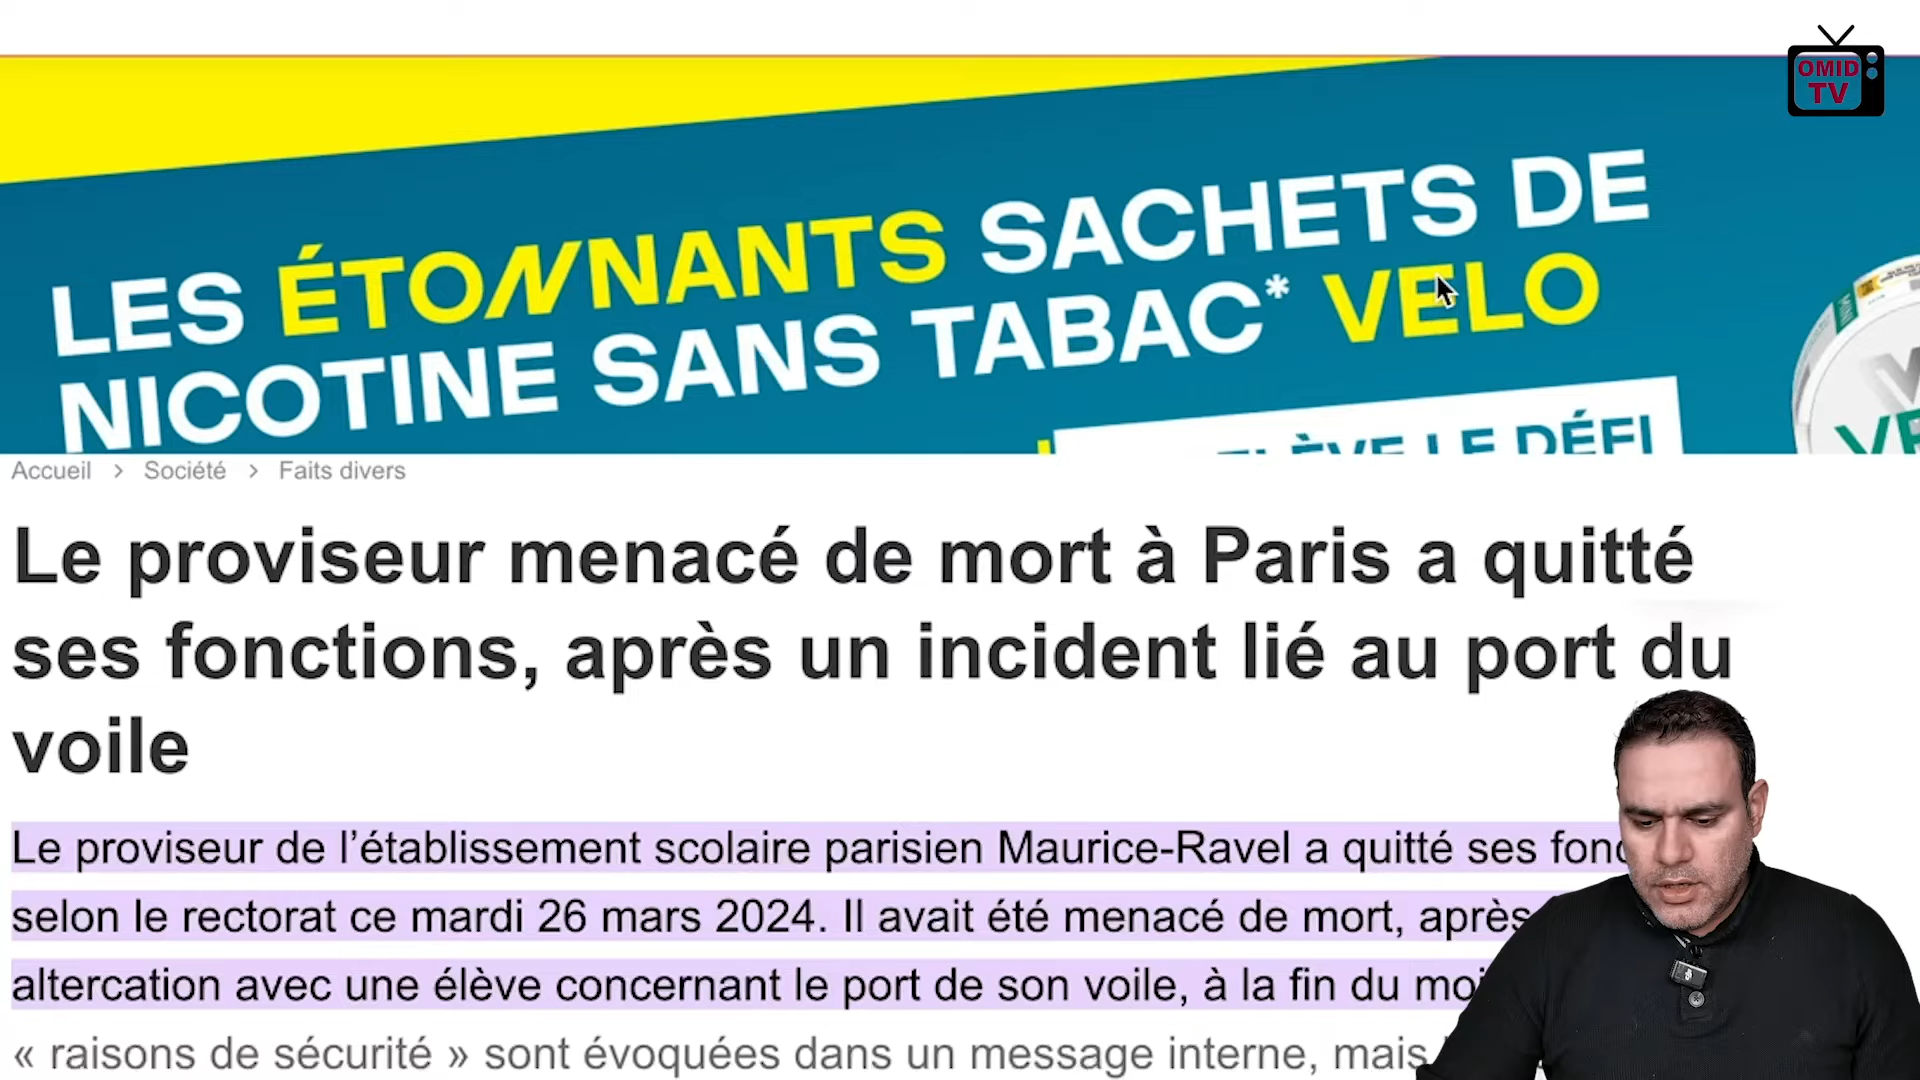 OMID
TV
LES ÉTONNANTS SACHETS DE
NICOTINE SANS TABAC* VELO
LE DÉFI
Accueil > Société > Faits divers
Le proviseur menacé de mort à Paris a quitté
ses fonctions, après un incident lié au port du
voile
Le proviseur de l’établissement scolaire parisien Maurice-Ravel a quitté ses
selon le rectorat ce mardi 26 mars 2024. Il avait été menacé de mort, après
altercation avec une élève concernant le port de son voile, à la fin du
« raisons de sécurité » sont évoquées dans un message interne, mais